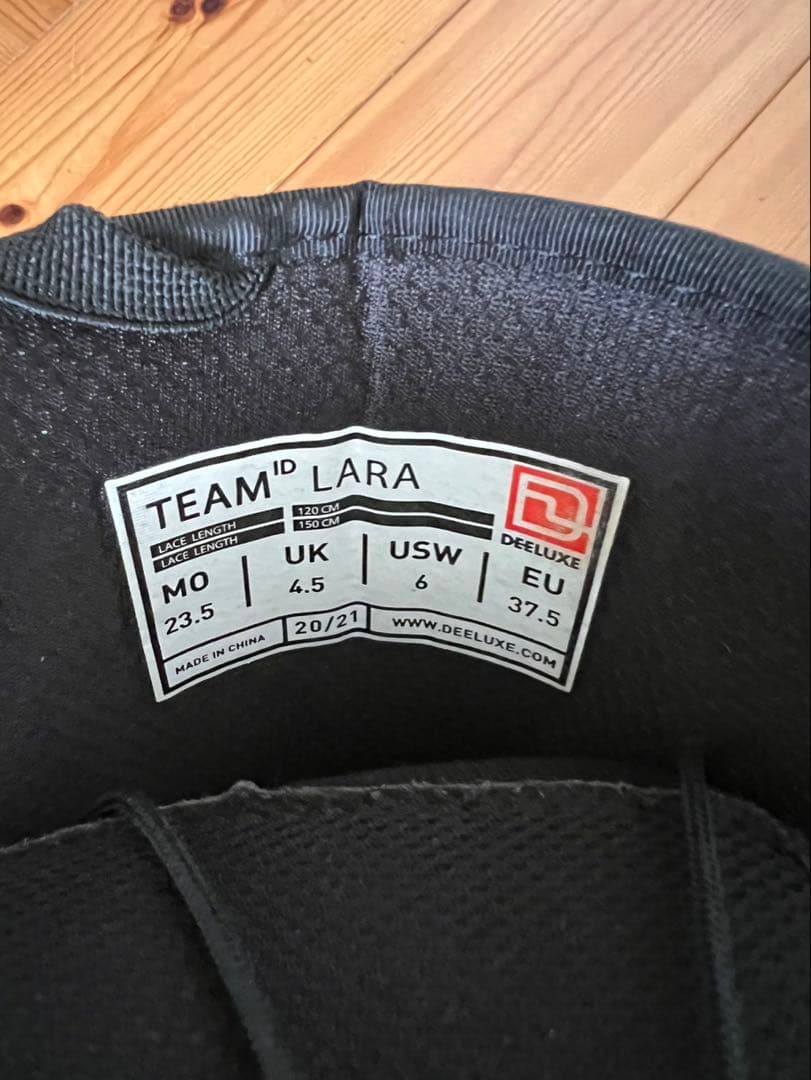 TEAM ID LARA
LACE LENGTH 120 CM
LACE LENGTH 150 CM
DEELUXE
MO UK USW EU
23.5 4.5 6 37.5
MADE IN CHINA 20/21 WWW.DEELUXE.COM